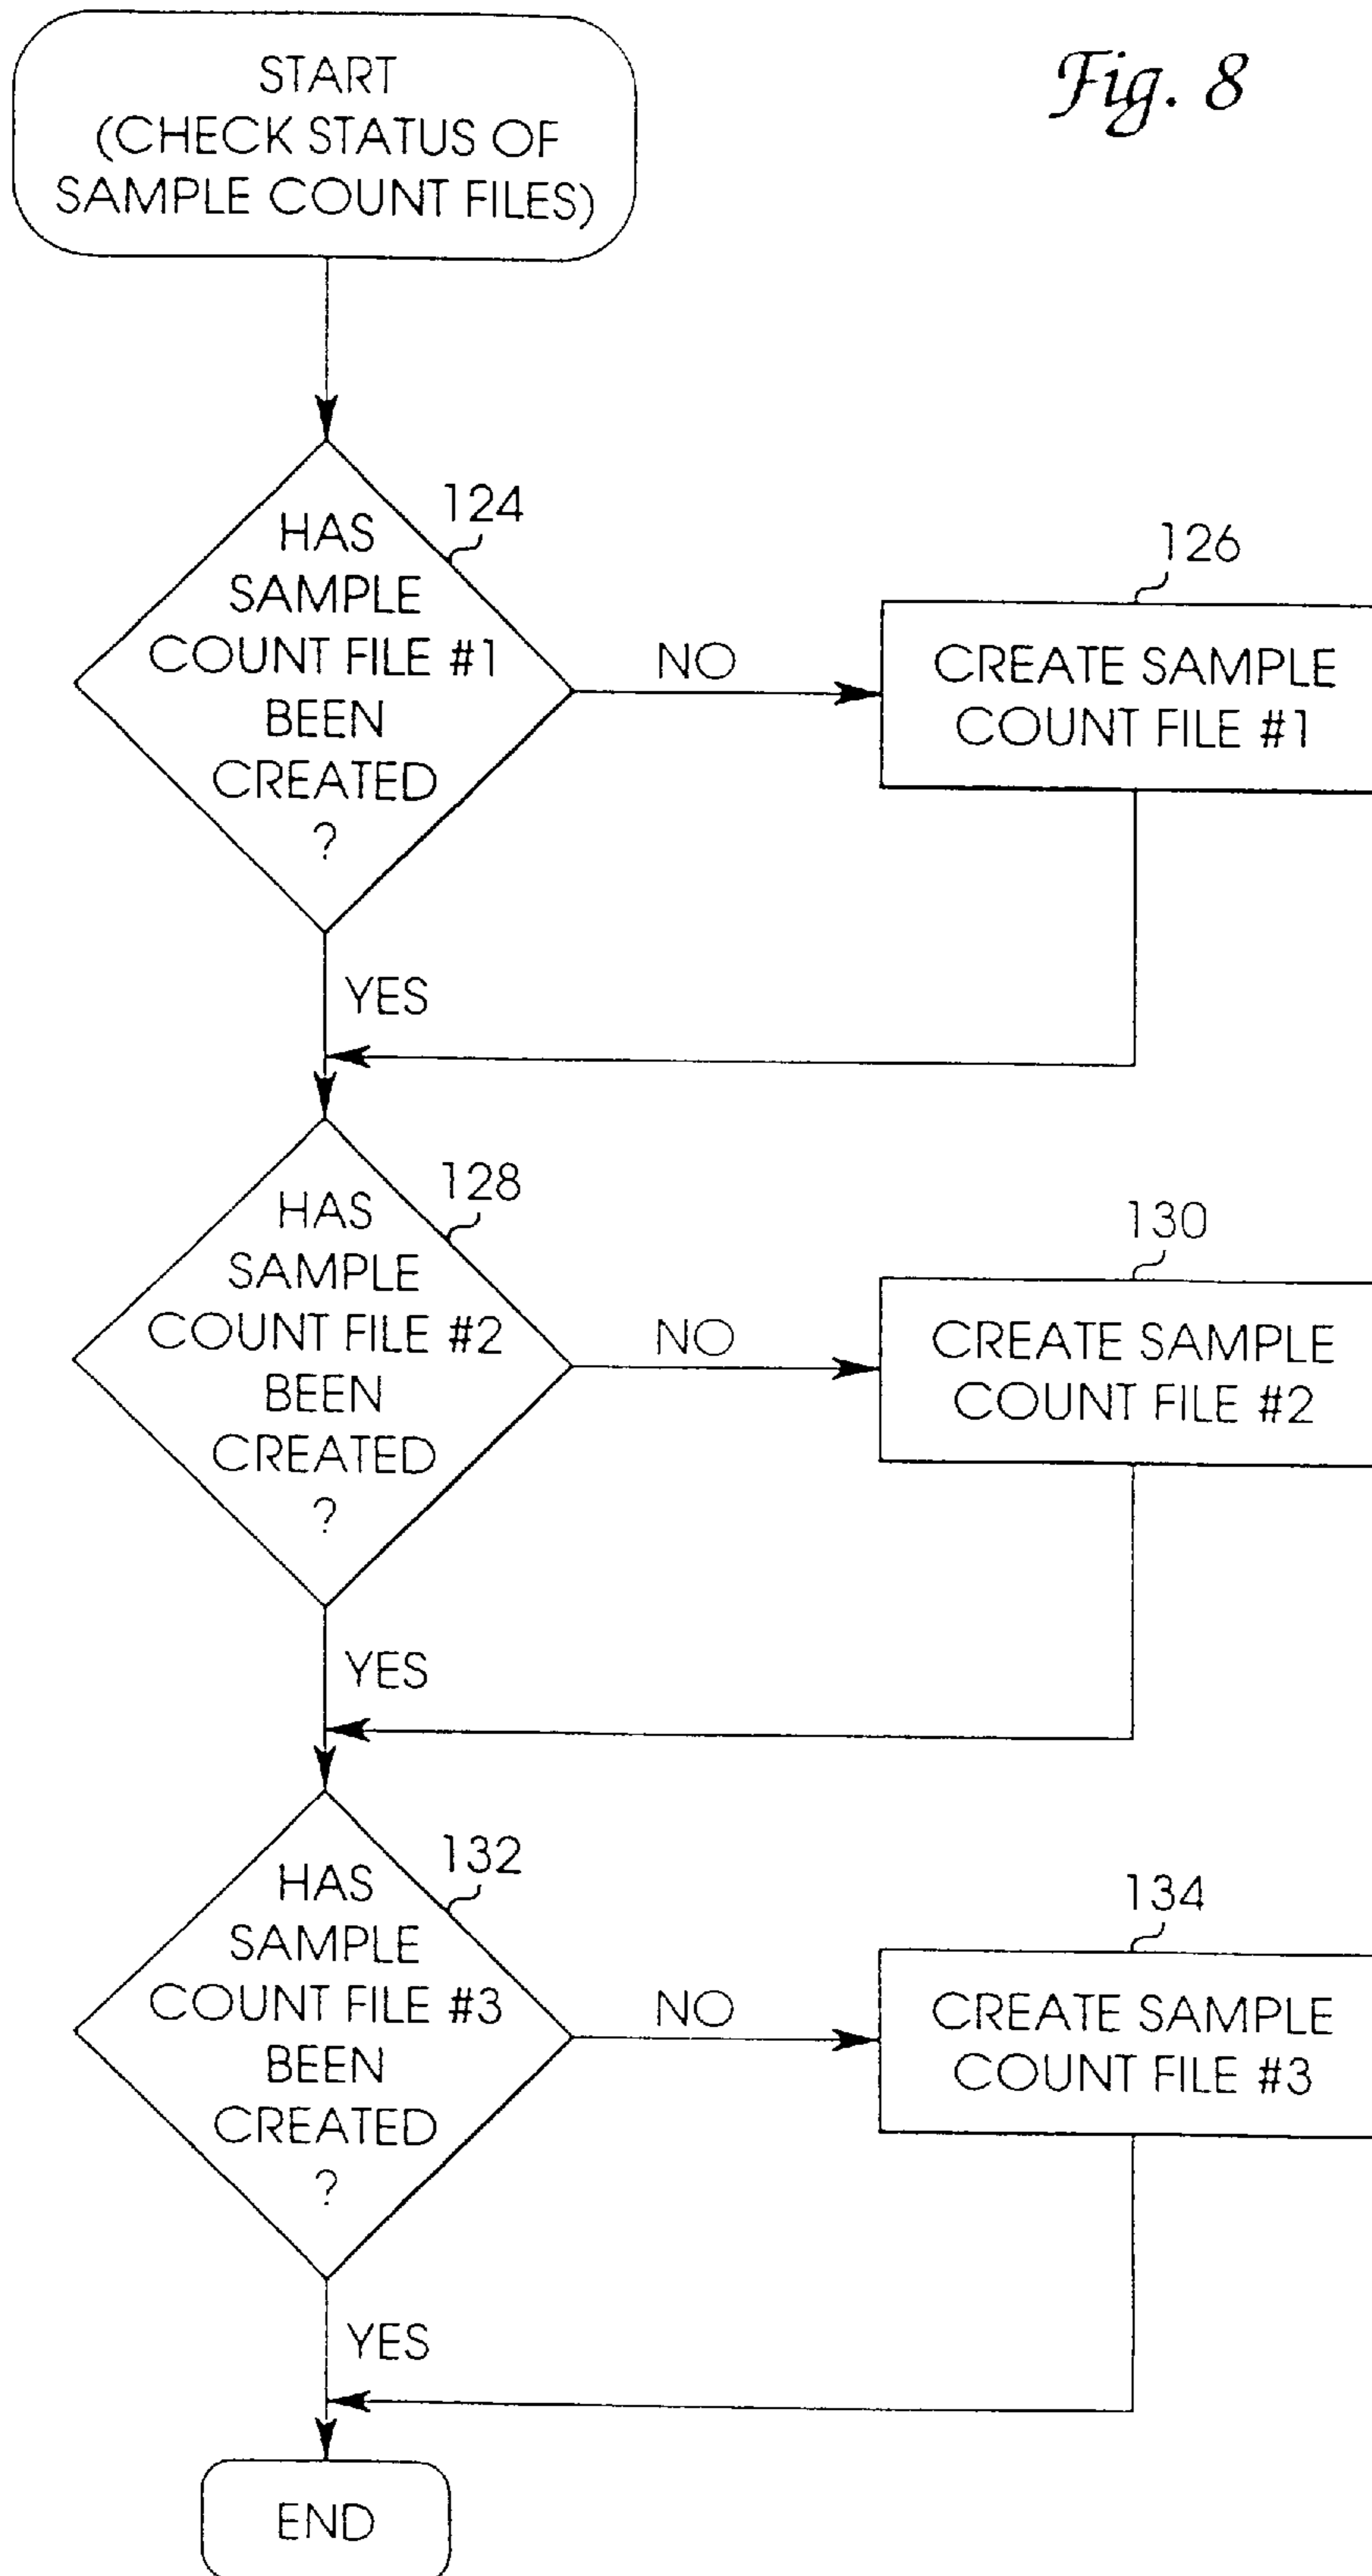 Fig. 8
START
(CHECK STATUS OF
SAMPLE COUNT FILES)
124
HAS
SAMPLE
COUNT FILE #1
BEEN
CREATED
?
NO
126
CREATE SAMPLE
COUNT FILE #1
YES
128
HAS
SAMPLE
COUNT FILE #2
BEEN
CREATED
?
NO
130
CREATE SAMPLE
COUNT FILE #2
YES
132
HAS
SAMPLE
COUNT FILE #3
BEEN
CREATED
?
NO
134
CREATE SAMPLE
COUNT FILE #3
YES
END